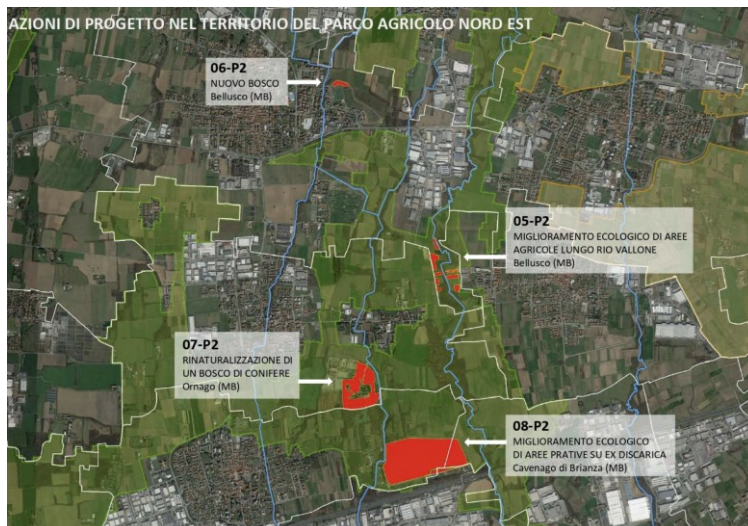 AZIONI DI PROGETTO NEL TERRITORIO DEL PARCO AGRICOLO NORD EST
06-P2
NUOVO BOSCO
Bellusco (MB)
05-P2
MIGLIORAMENTO ECOLOGICO DI AREE
AGRICOLE LUNGO RIO VALLONE
Bellusco (MB)
07-P2
RINATURALIZZAZIONE DI
UN BOSCO DI CONIFERE
Ornago (MB)
08-P2
MIGLIORAMENTO ECOLOGICO
DI AREE PRATIVE SU EX DISCARICA
Cavenago di Brianza (MB)